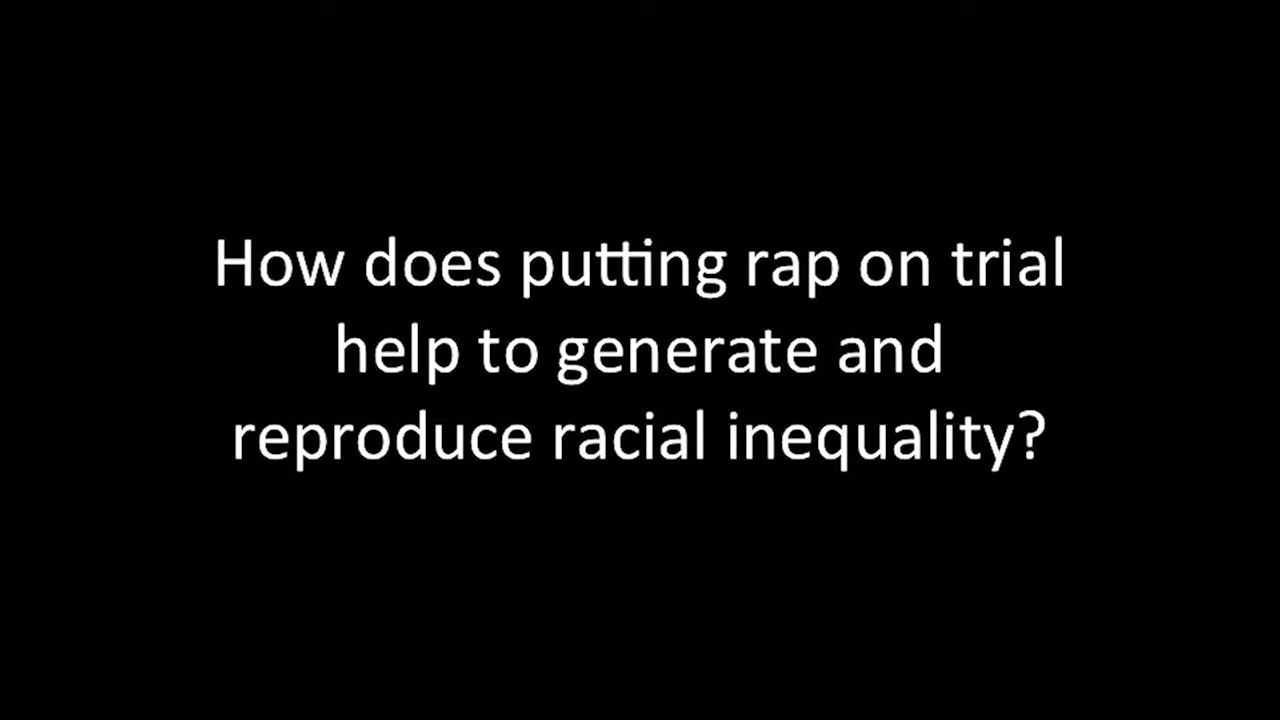 How does putting rap on trial
help to generate and
reproduce racial inequality?